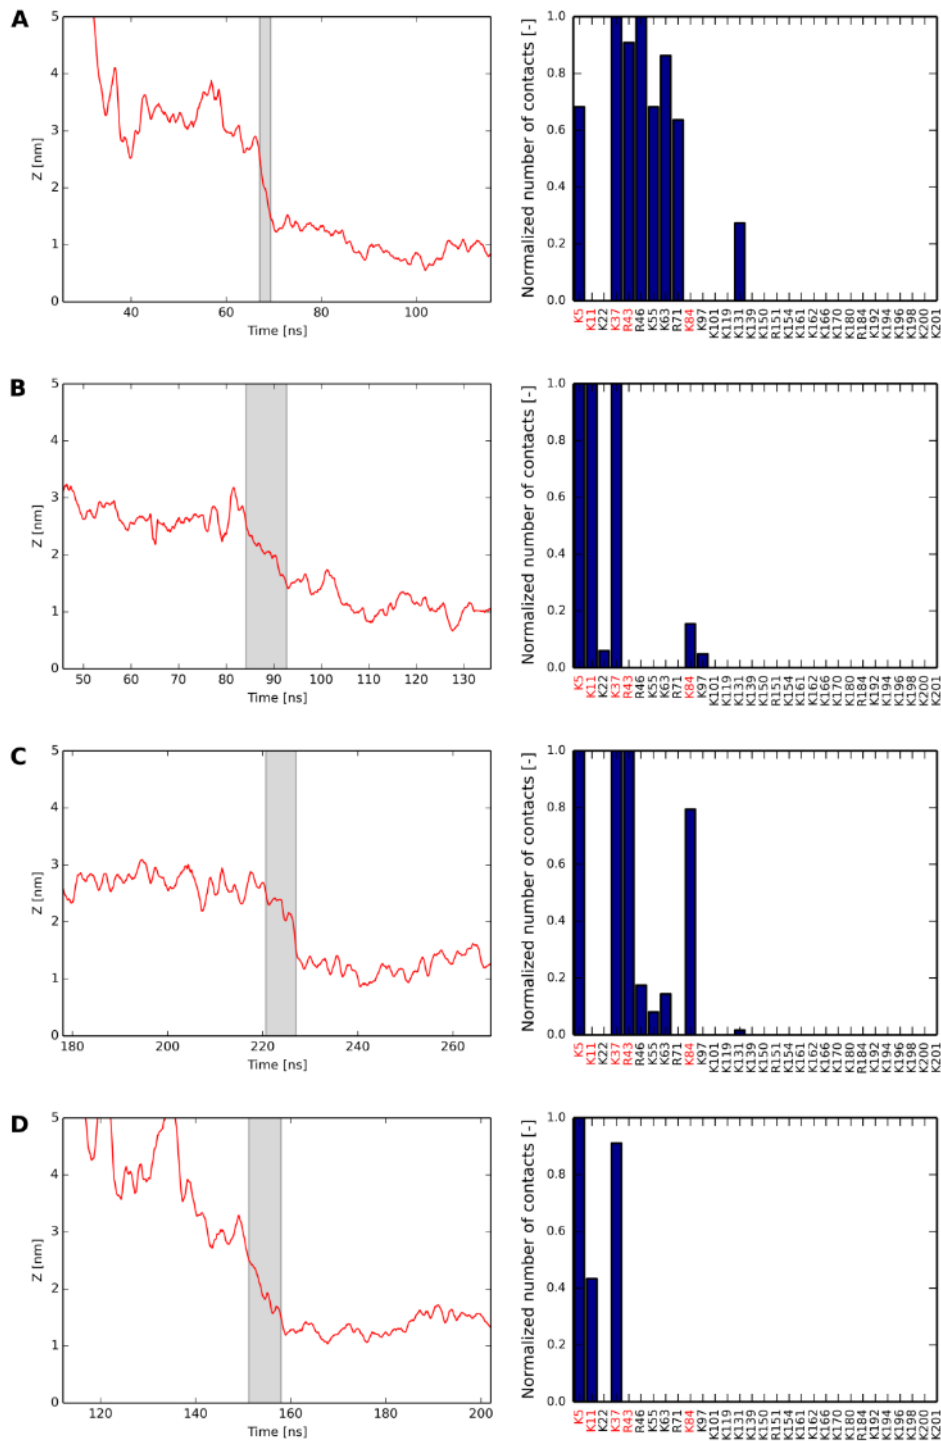 A
5
4
3
2
1
0
Z [nm]
40 60 80 100
Time [ns]
1.0
0.8
0.6
0.4
0.2
0.0
Normalized number of contacts [-]
K5 K11 K22 K37 R43 R46 K55 K63 R71 K84 K97 K101 K119 K131 K139 K150 R151 K154 K161 K162 K166 K170 K180 R184 K192 K194 K196 K198 K200 K201
B
5
4
3
2
1
0
Z [nm]
50 60 70 80 90 100 110 120 130
Time [ns]
1.0
0.8
0.6
0.4
0.2
0.0
Normalized number of contacts [-]
K5 K11 K22 K37 R43 R46 K55 K63 R71 K84 K97 K101 K119 K131 K139 K150 R151 K154 K161 K162 K166 K170 K180 R184 K192 K194 K196 K198 K200 K201
C
5
4
3
2
1
0
Z [nm]
180 200 220 240 260
Time [ns]
1.0
0.8
0.6
0.4
0.2
0.0
Normalized number of contacts [-]
K5 K11 K22 K37 R43 R46 K55 K63 R71 K84 K97 K101 K119 K131 K139 K150 R151 K154 K161 K162 K166 K170 K180 R184 K192 K194 K196 K198 K200 K201
D
5
4
3
2
1
0
Z [nm]
120 140 160 180 200
Time [ns]
1.0
0.8
0.6
0.4
0.2
0.0
Normalized number of contacts [-]
K5 K11 K22 K37 R43 R46 K55 K63 R71 K84 K97 K101 K119 K131 K139 K150 R151 K154 K161 K162 K166 K170 K180 R184 K192 K194 K196 K198 K200 K201